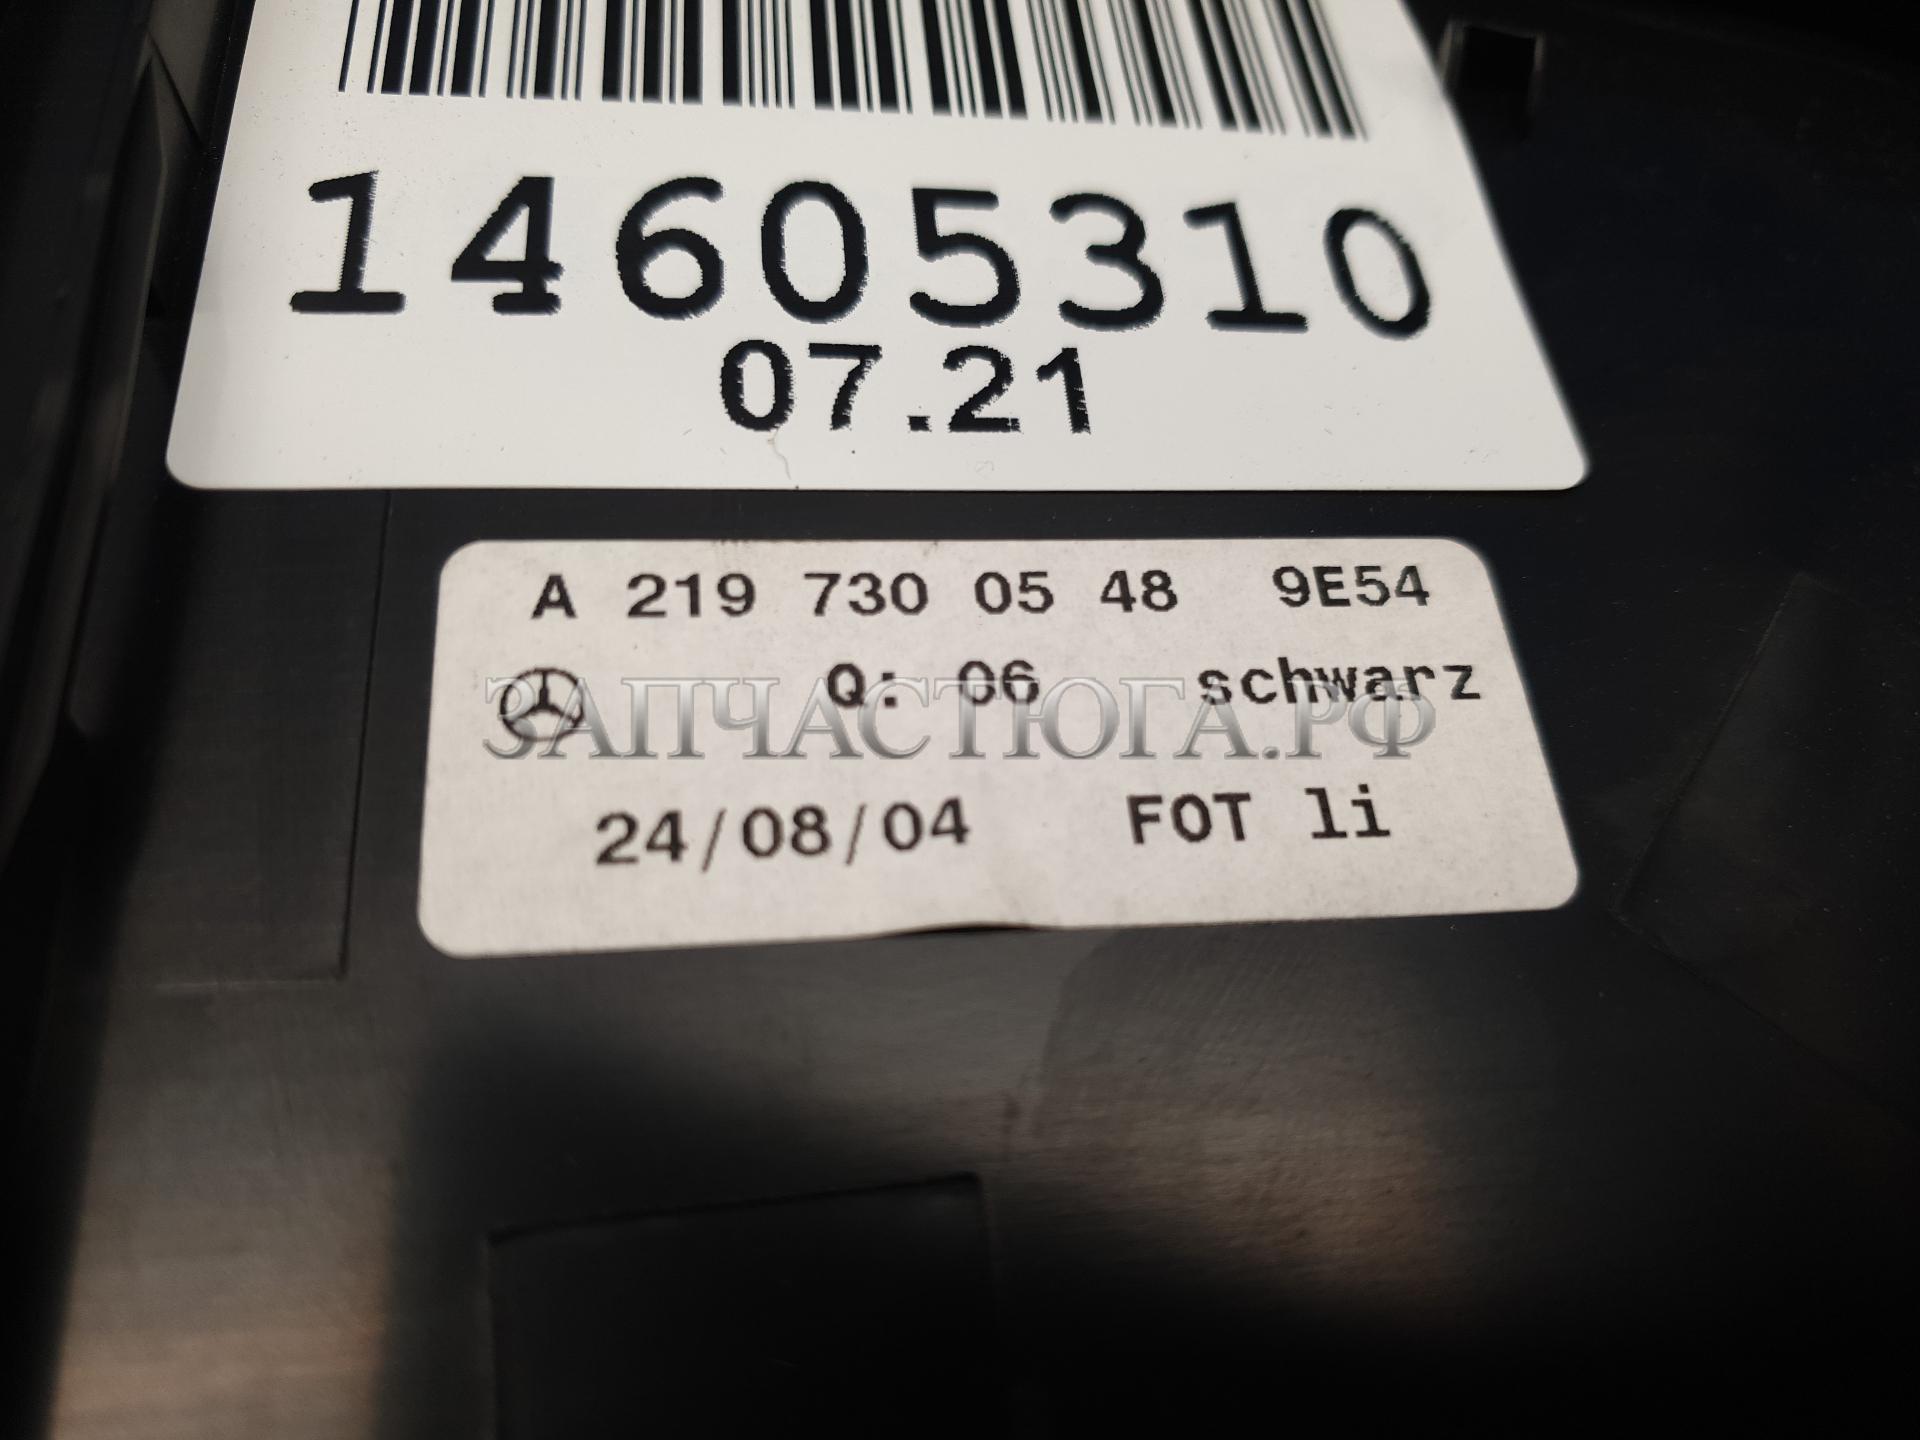 14605310
07.21
A 219 730 05 48 9E54
Q: 06 schwarz
ЗАПЧАСТЮГА.РФ
24/08/04 FOT li